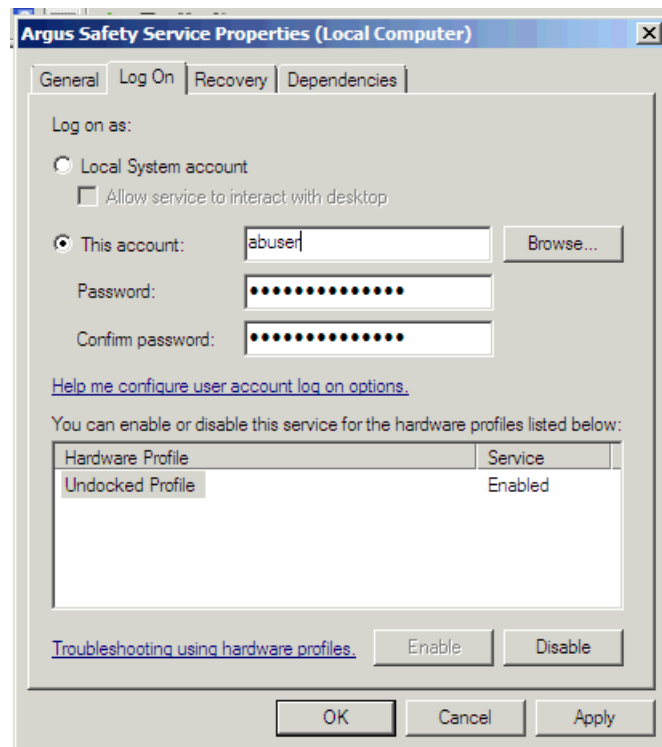 Argus Safety Service Properties (Local Computer)
General Log On Recovery Dependencies
Log on as:
Local System account
Allow service to interact with desktop
This account: abuser Browse...
Password: ••••••••••••••
Confirm password: ••••••••••••••
Help me configure user account log on options.
You can enable or disable this service for the hardware profiles listed below:
Hardware Profile Service
Undocked Profile Enabled
Troubleshooting using hardware profiles. Enable Disable
OK Cancel Apply